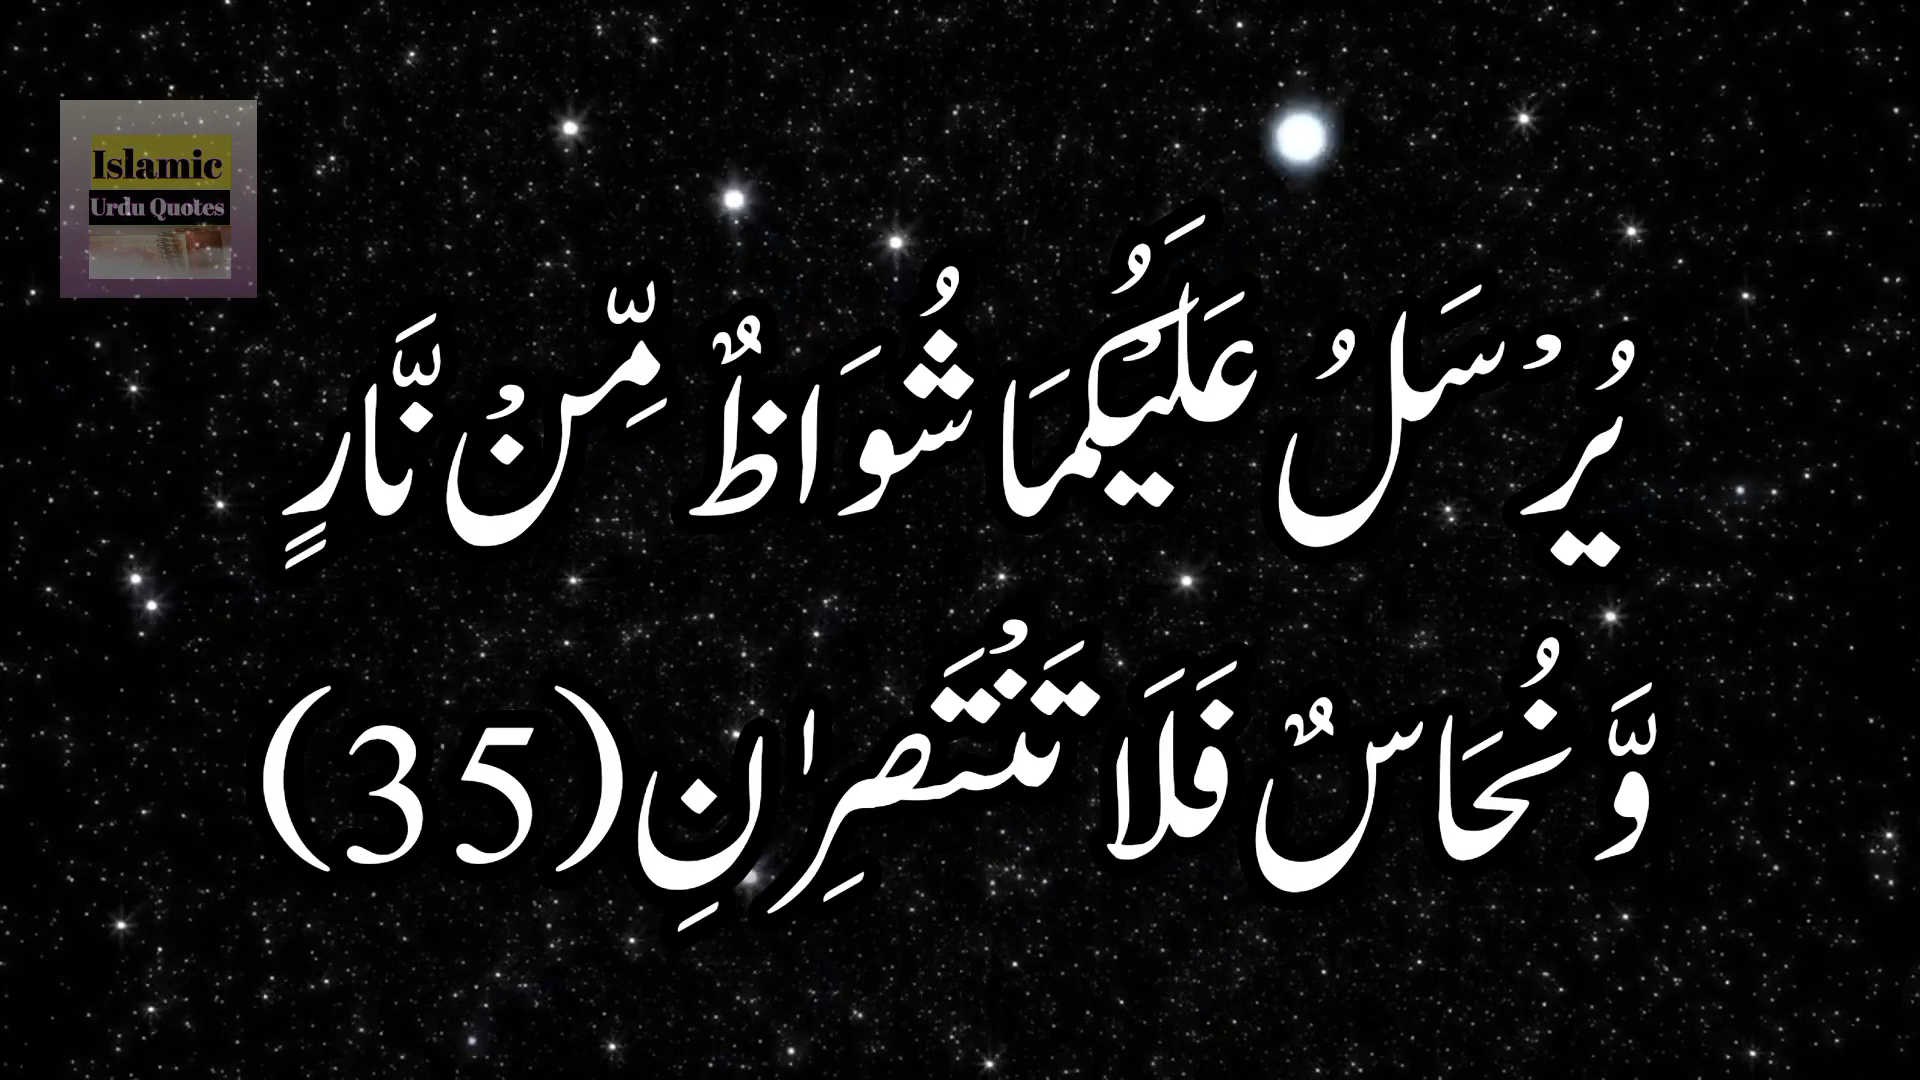 Islamic
Urdu Quotes
یُرْسَلُ عَلَیْكُمَا شُوَاظٌ مِّنْ نَّارٍ
وَّ نُحَاسٌ فَلَا تَنْتَصِرٰنِ(35)